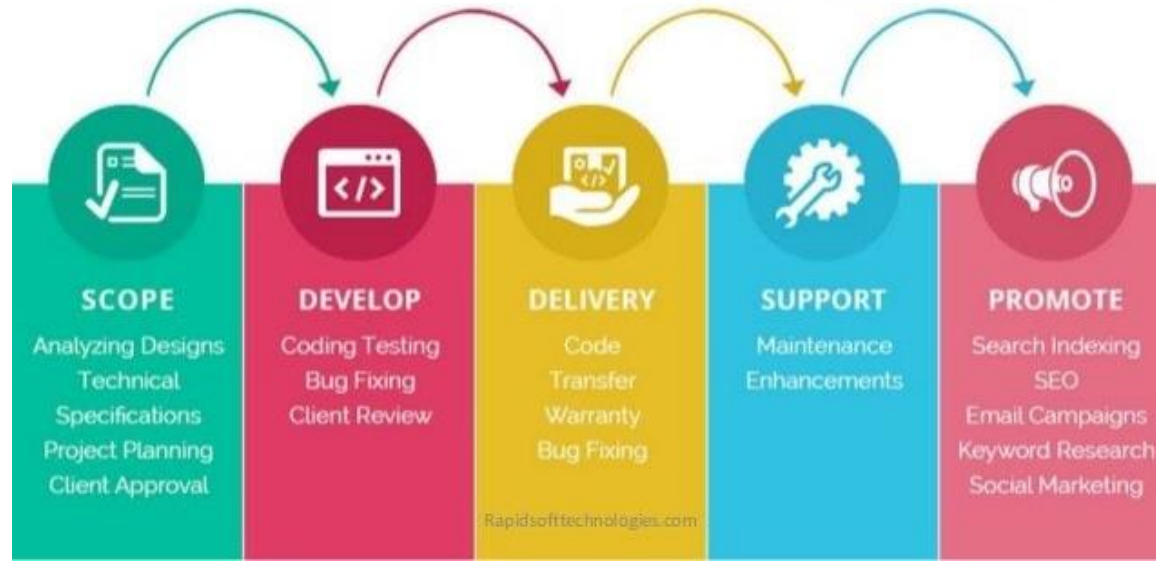 SCOPE
Analyzing Designs
Technical
Specifications
Project Planning
Client Approval
DEVELOP
Coding Testing
Bug Fixing
Client Review
DELIVERY
Code
Transfer
Warranty
Bug Fixing
Rapidsofttechnologies.com
SUPPORT
Maintenance
Enhancements
PROMOTE
Search Indexing
SEO
Email Campaigns
Keyword Research
Social Marketing